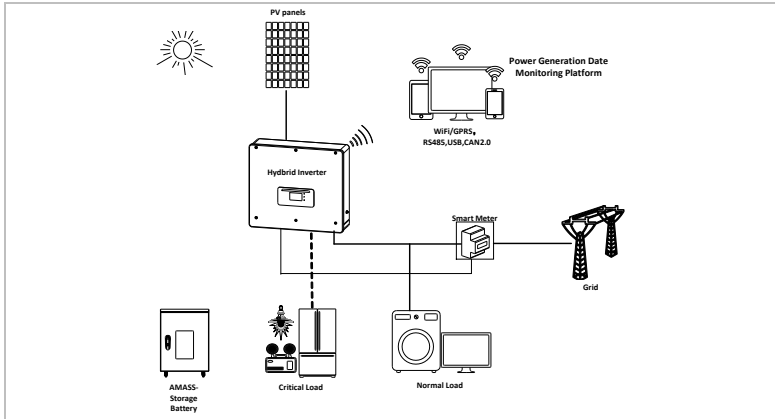 PV panels
Power Generation Date
Monitoring Platform
WiFi/GPRS,
RS485,USB,CAN2.0
Hydbrid Inverter
Smart Meter
Grid
AMASS-
Storage
Battery
Critical Load
Normal Load